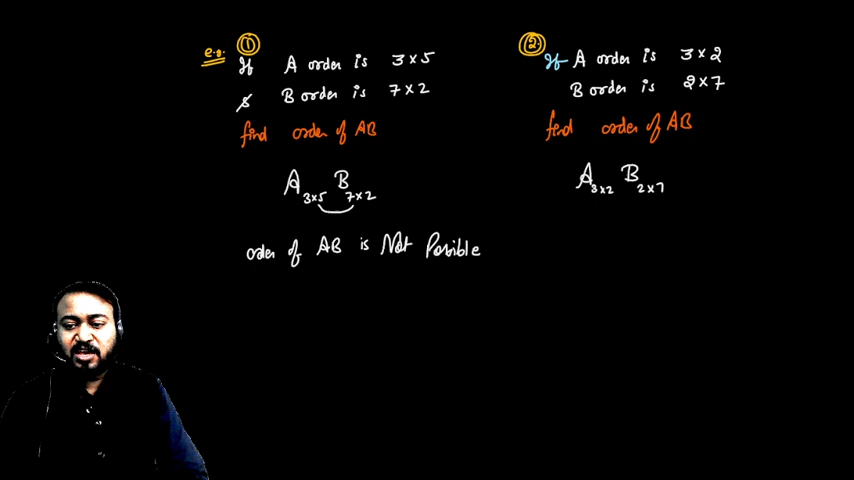 e.g. ①
If A order is 3×5
& B order is 7×2
find order of AB
A3×5 B7×2
order of AB is Not Possible
②
If A order is 3×2
B order is 2×7
find order of AB
A3×2 B2×7